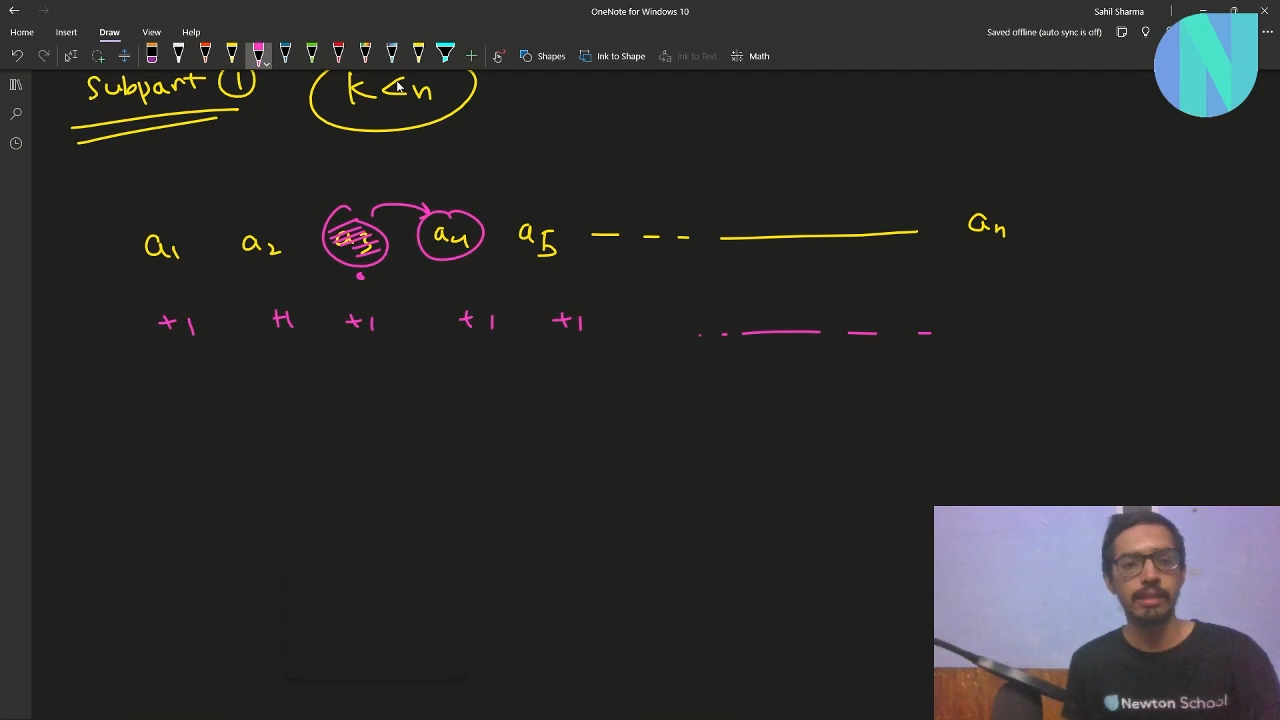 OneNote for Windows 10
Sahil Sharma
Home Insert Draw View Help
Saved offline (auto sync is off)
Shapes Ink to Shape Ink to Text Math
Subpart 1 K < n
a1 a2 a3 a4 a5 an
+1 +1 +1 +1 +1
Newton School